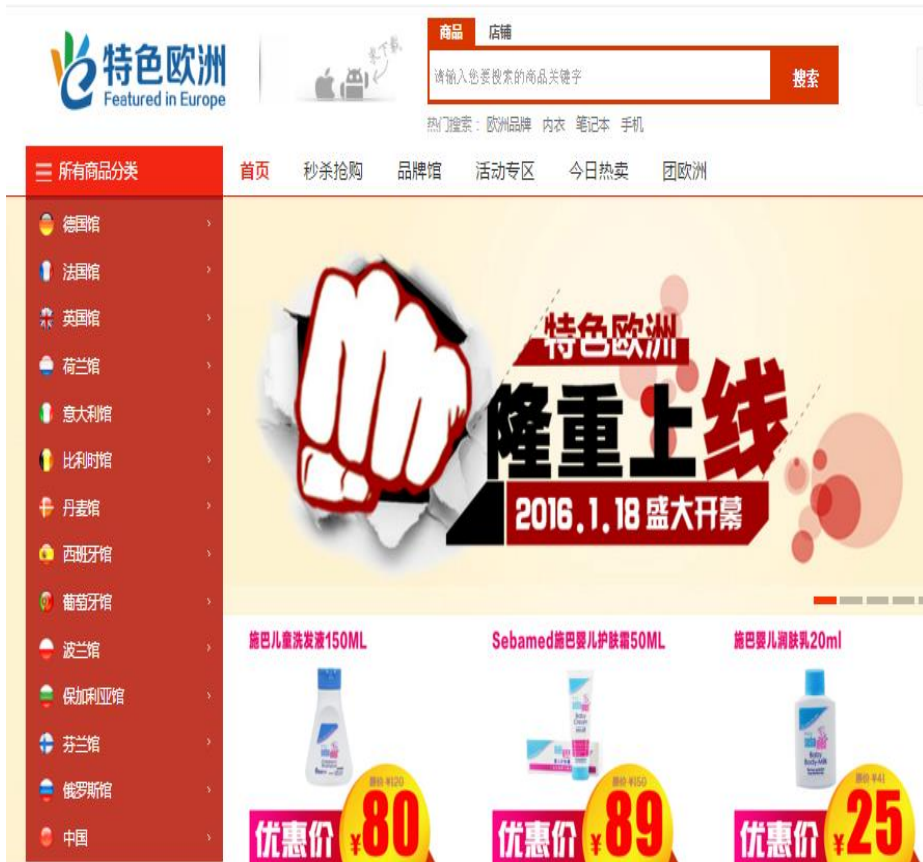 特色欧洲
Featured in Europe
来下载
商品 店铺
请输入您要搜索的商品关键字
搜索
热门搜索： 欧洲品牌 内衣 笔记本 手机
所有商品分类
首页 秒杀抢购 品牌馆 活动专区 今日热卖 团欧洲
德国馆
法国馆
英国馆
荷兰馆
意大利馆
比利时馆
丹麦馆
西班牙馆
葡萄牙馆
波兰馆
保加利亚馆
芬兰馆
俄罗斯馆
中国
特色欧洲
隆重上线
2016.1.18 盛大开幕
施巴儿童洗发液150ML
原价 ¥120
优惠价 ¥80
Sebamed施巴婴儿护肤霜50ML
Baby
Cream
原价 ¥150
优惠价 ¥89
施巴婴儿润肤乳20ml
Baby
Body-Milk
原价 ¥41
优惠价 ¥25